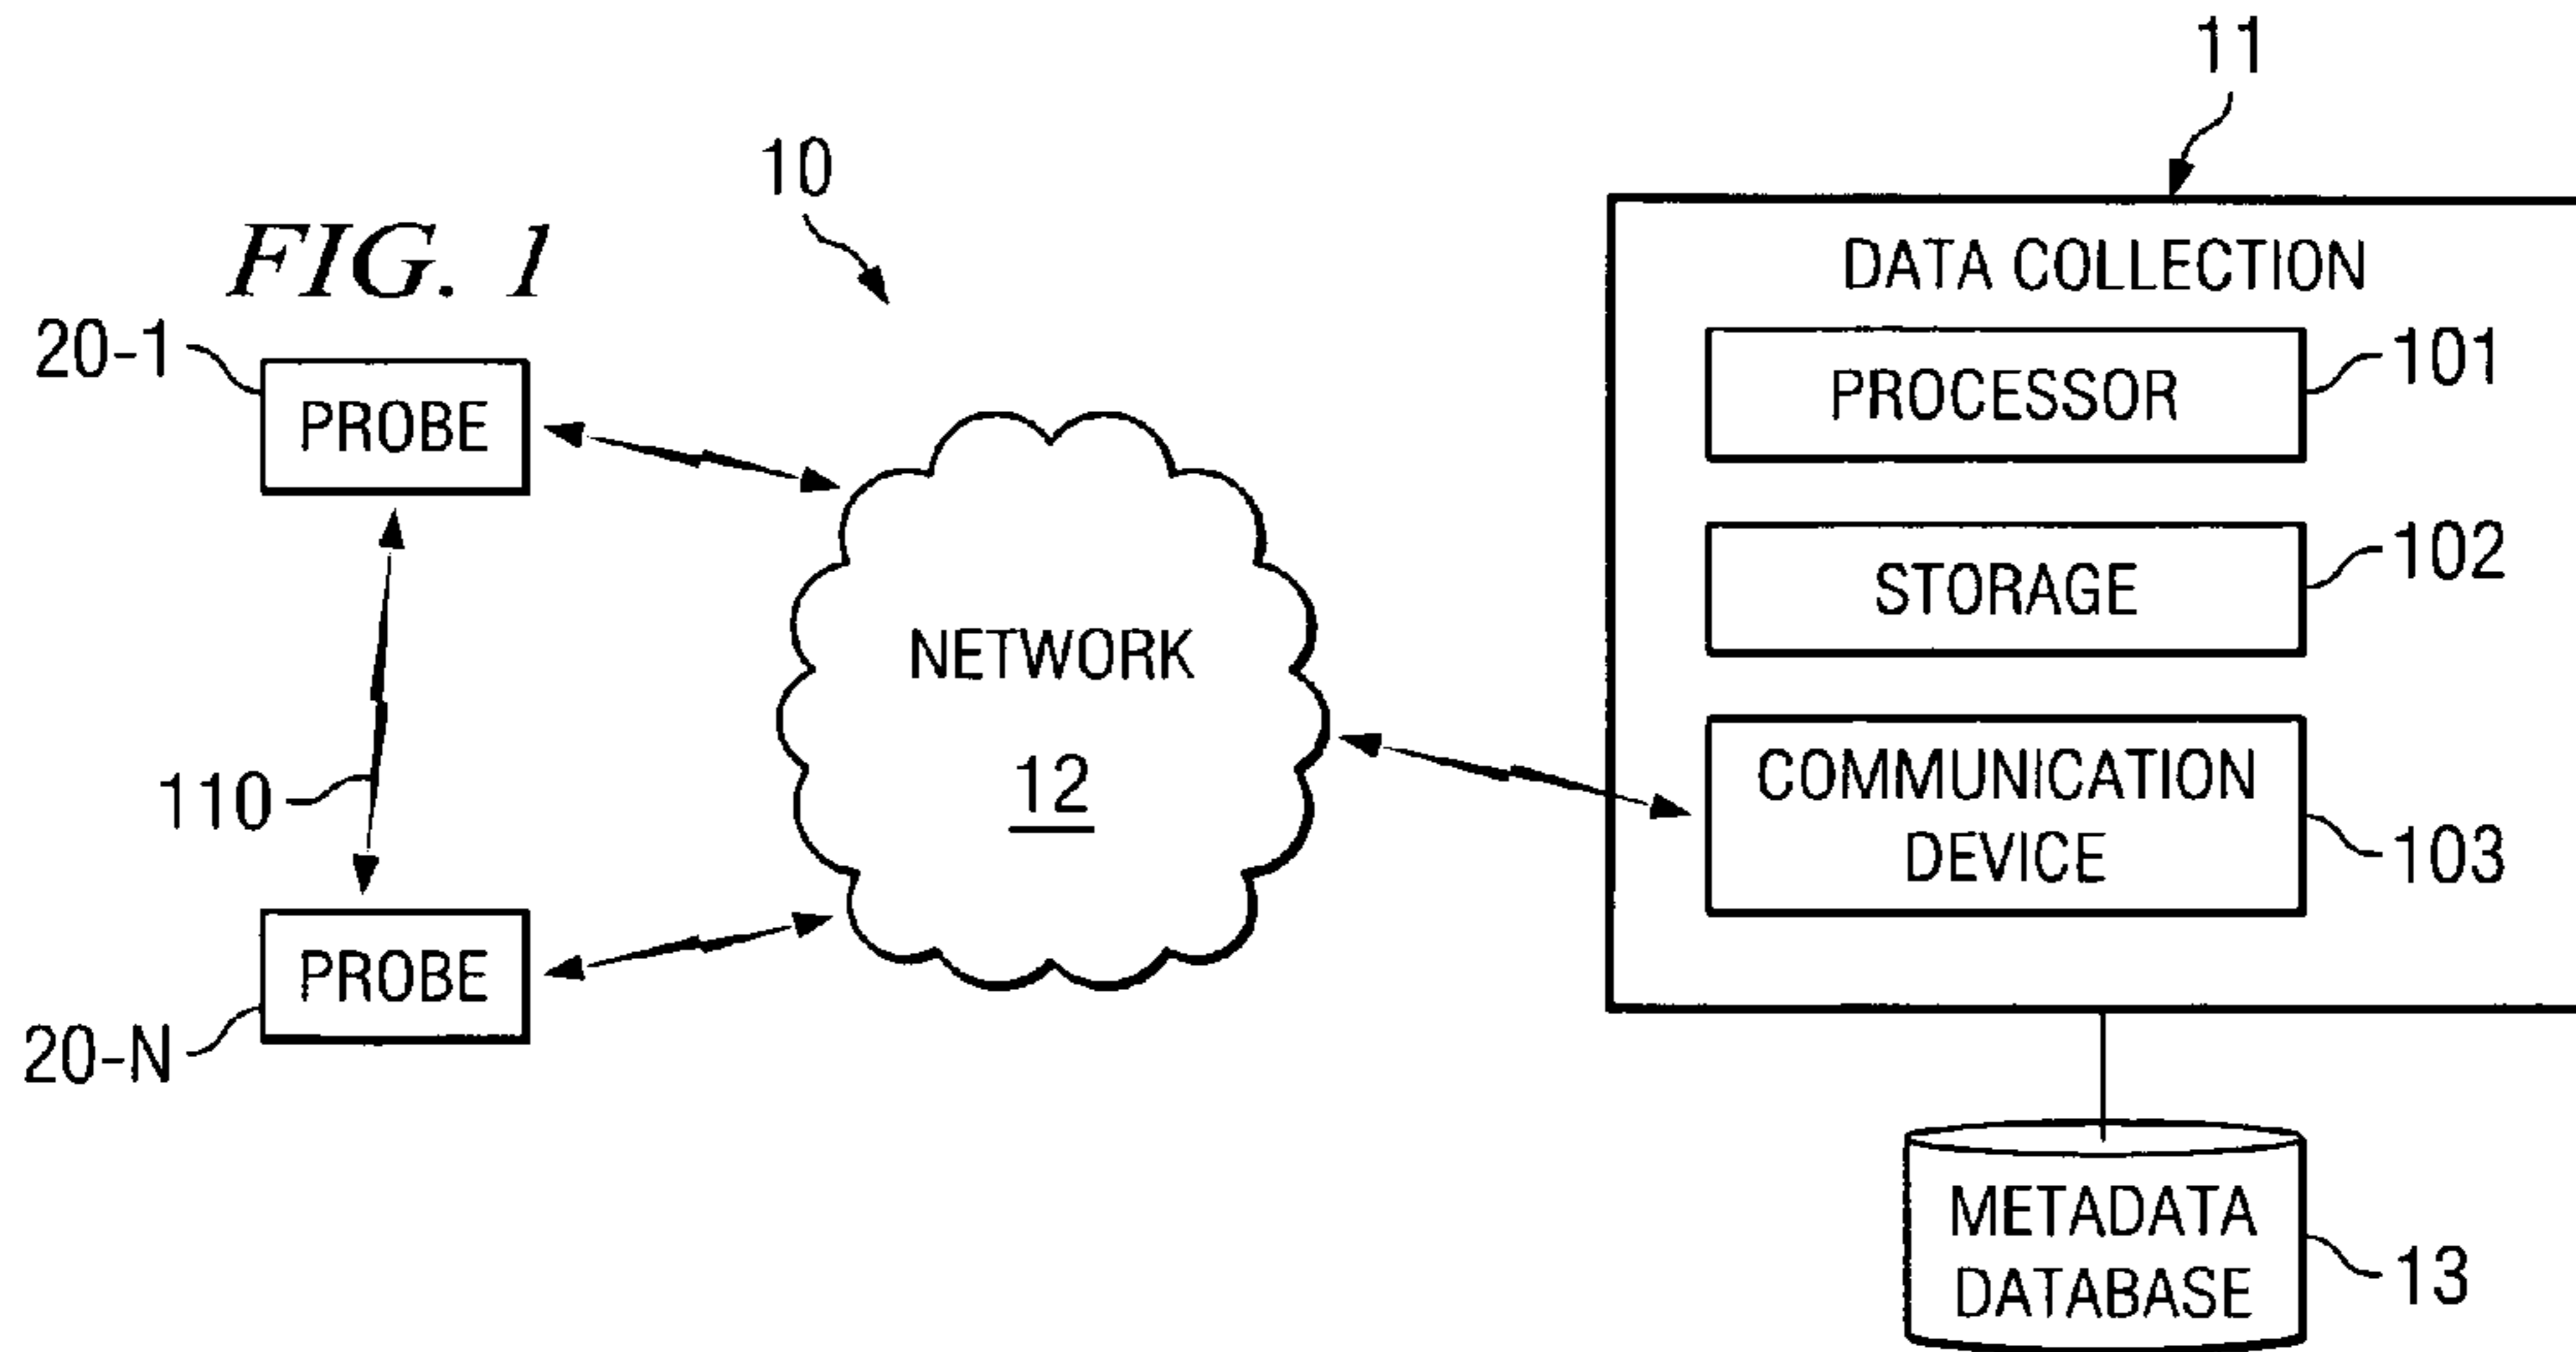 FIG. 1
10
11
20-1
PROBE
110
20-N
PROBE
NETWORK
12
DATA COLLECTION
PROCESSOR
101
STORAGE
102
COMMUNICATION
DEVICE
103
METADATA
DATABASE
13